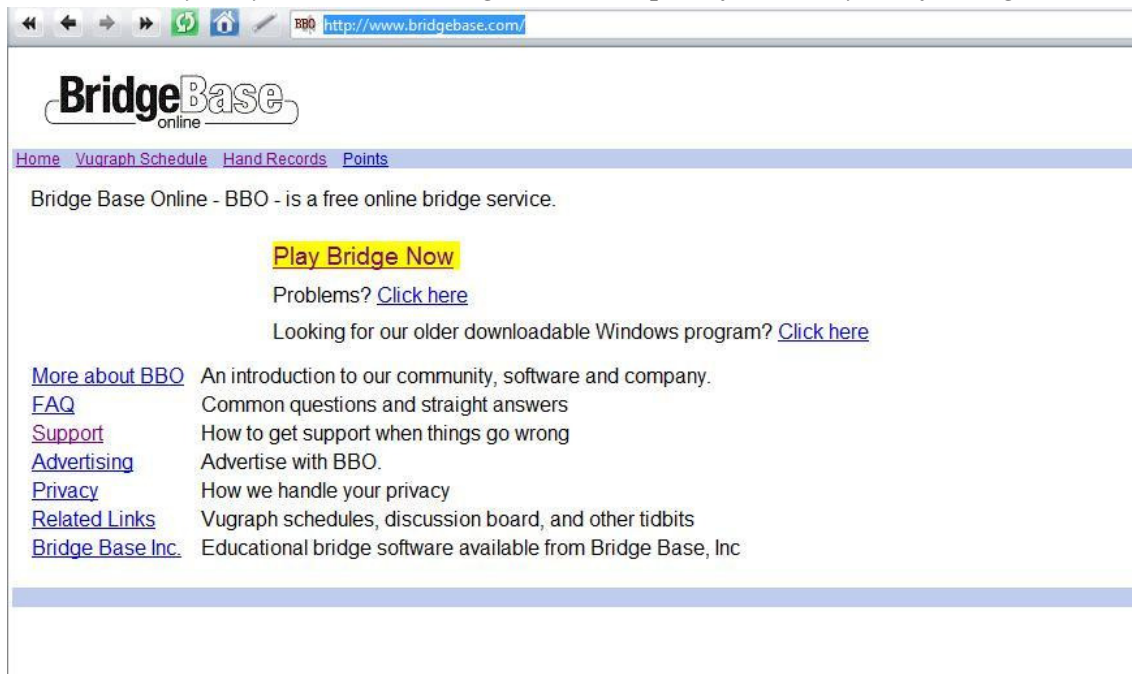 BBO http://www.bridgebase.com/
BridgeBase
online
Home Vugraph Schedule Hand Records Points
Bridge Base Online - BBO - is a free online bridge service.
Play Bridge Now
Problems? Click here
Looking for our older downloadable Windows program? Click here
More about BBO An introduction to our community, software and company.
FAQ Common questions and straight answers
Support How to get support when things go wrong
Advertising Advertise with BBO.
Privacy How we handle your privacy
Related Links Vugraph schedules, discussion board, and other tidbits
Bridge Base Inc. Educational bridge software available from Bridge Base, Inc